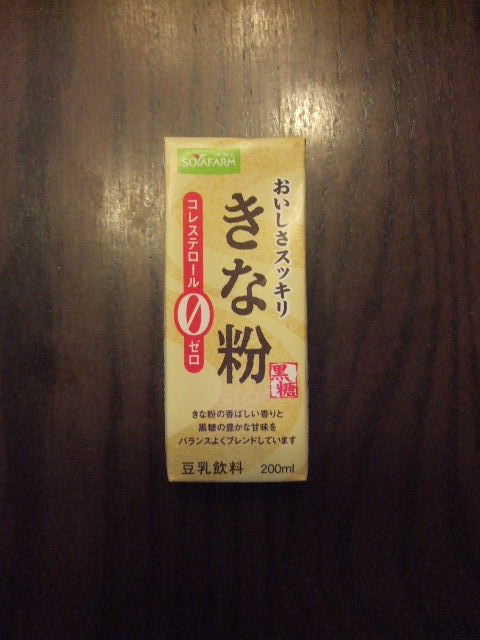 SOYAFARM
おいしさスッキリ
きな粉
黒糖
コレステロール
0
ゼロ
きな粉の香ばしい香りと
黒糖の豊かな甘味を
バランスよくブレンドしています
豆乳飲料 200ml